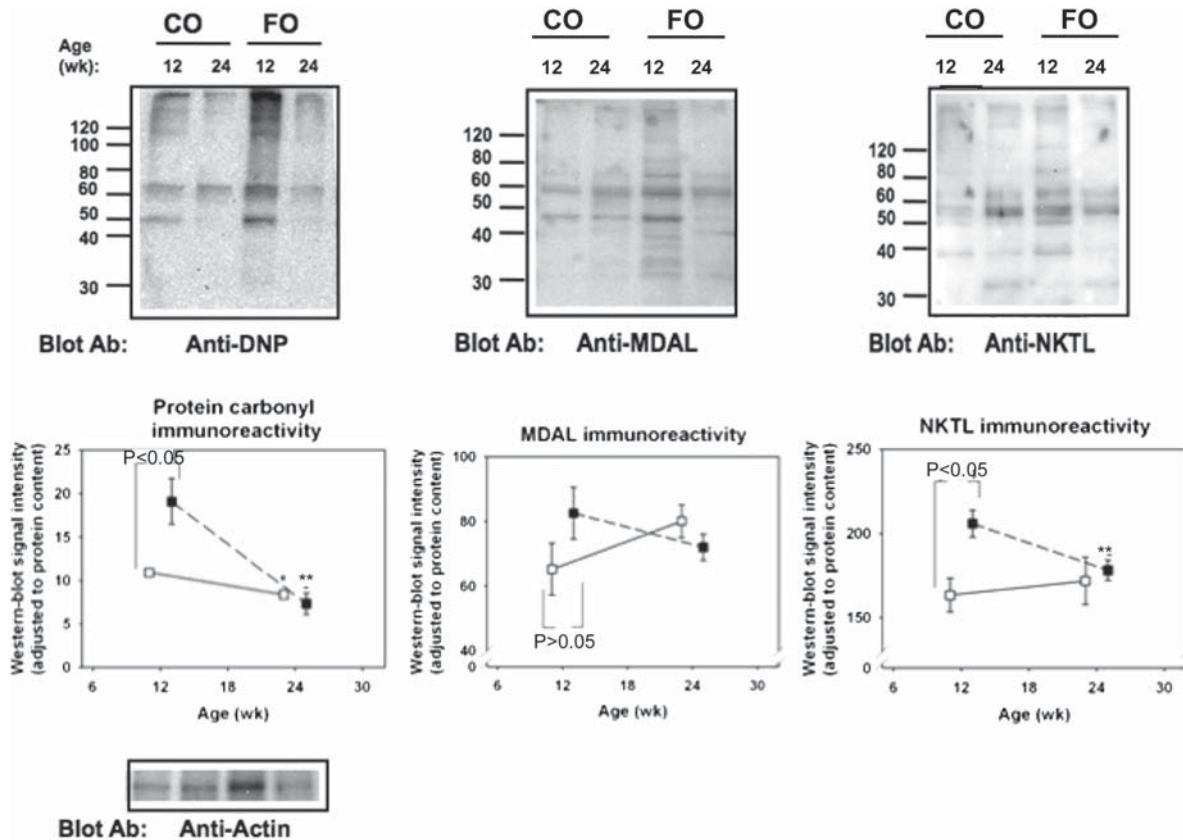 CO FO
Age
(wk):
12 24 12 24
120
100
80
60
50
40
30
Blot Ab: Anti-DNP
CO FO
12 24 12 24
120
80
60
50
40
30
Blot Ab: Anti-MDAL
CO FO
12 24 12 24
120
80
60
50
40
30
Blot Ab: Anti-NKTL
Protein carbonyl
immunoreactivity
Western-blot signal intensity
(adjusted to protein content)
25
20
15
10
5
0
P<0.05
* **
6 12 18 24 30
Age (wk)
MDAL immunoreactivity
Western-blot signal intensity
(adjusted to protein content)
100
80
60
40
0
P>0.05
6 12 18 24 30
Age (wk)
NKTL immunoreactivity
Western-blot signal intensity
(adjusted to protein content)
250
200
150
0
P<0.05
**
6 12 18 24 30
Age (wk)
Blot Ab: Anti-Actin